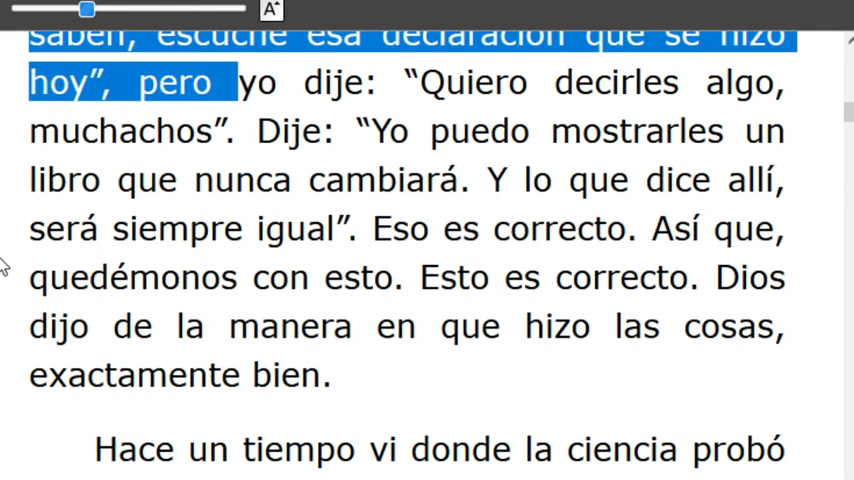 A
saben, escuché esa declaración que se hizo
hoy”, pero yo dije: “Quiero decirles algo,
muchachos”. Dije: “Yo puedo mostrarles un
libro que nunca cambiará. Y lo que dice allí,
será siempre igual”. Eso es correcto. Así que,
quedémonos con esto. Esto es correcto. Dios
dijo de la manera en que hizo las cosas,
exactamente bien.
Hace un tiempo vi donde la ciencia probó